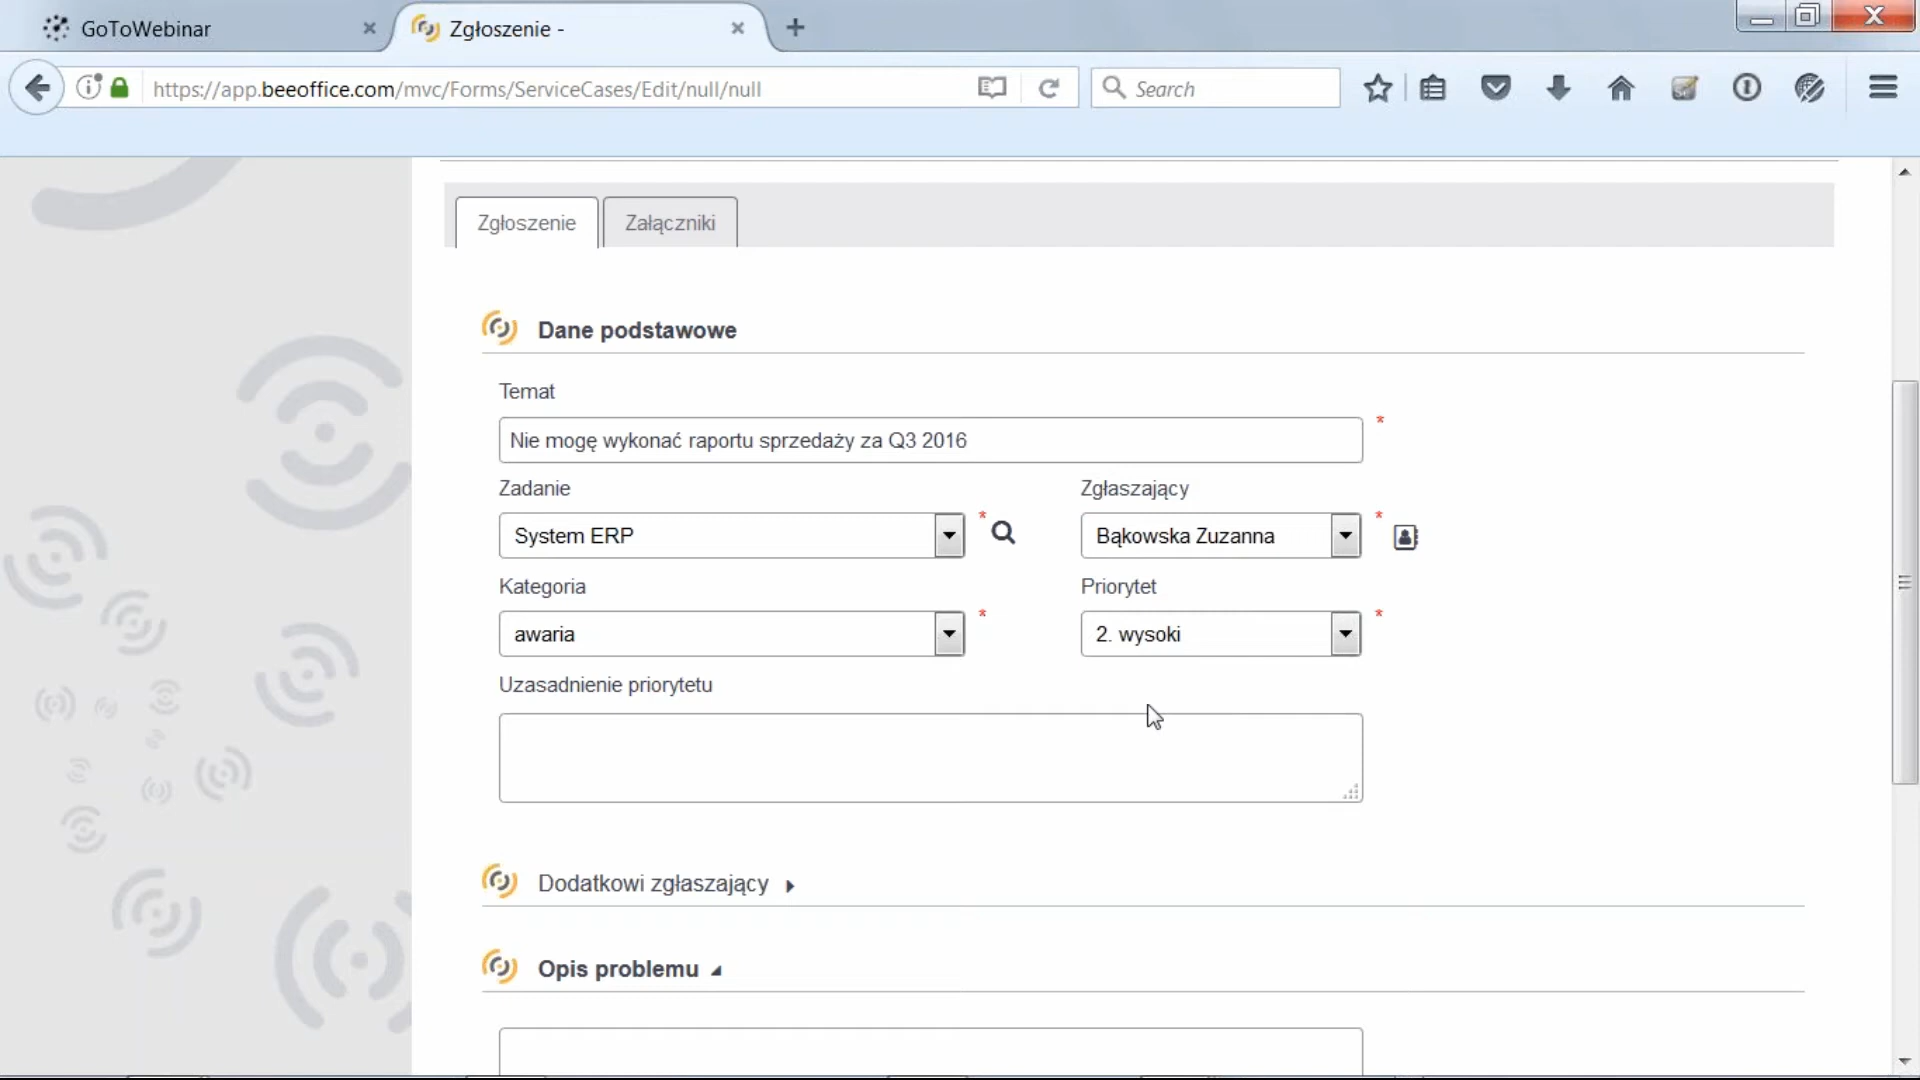 GoToWebinar
Zgłoszenie -
https://app.beeoffice.com/mvc/Forms/ServiceCases/Edit/null/null
Search
Zgłoszenie
Załączniki
Dane podstawowe
Temat
*
Nie mogę wykonać raportu sprzedaży za Q3 2016
Zadanie
Zgłaszający
System ERP
*
Bąkowska Zuzanna
*
Kategoria
Priorytet
awaria
*
2. wysoki
*
Uzasadnienie priorytetu
Dodatkowi zgłaszający
Opis problemu